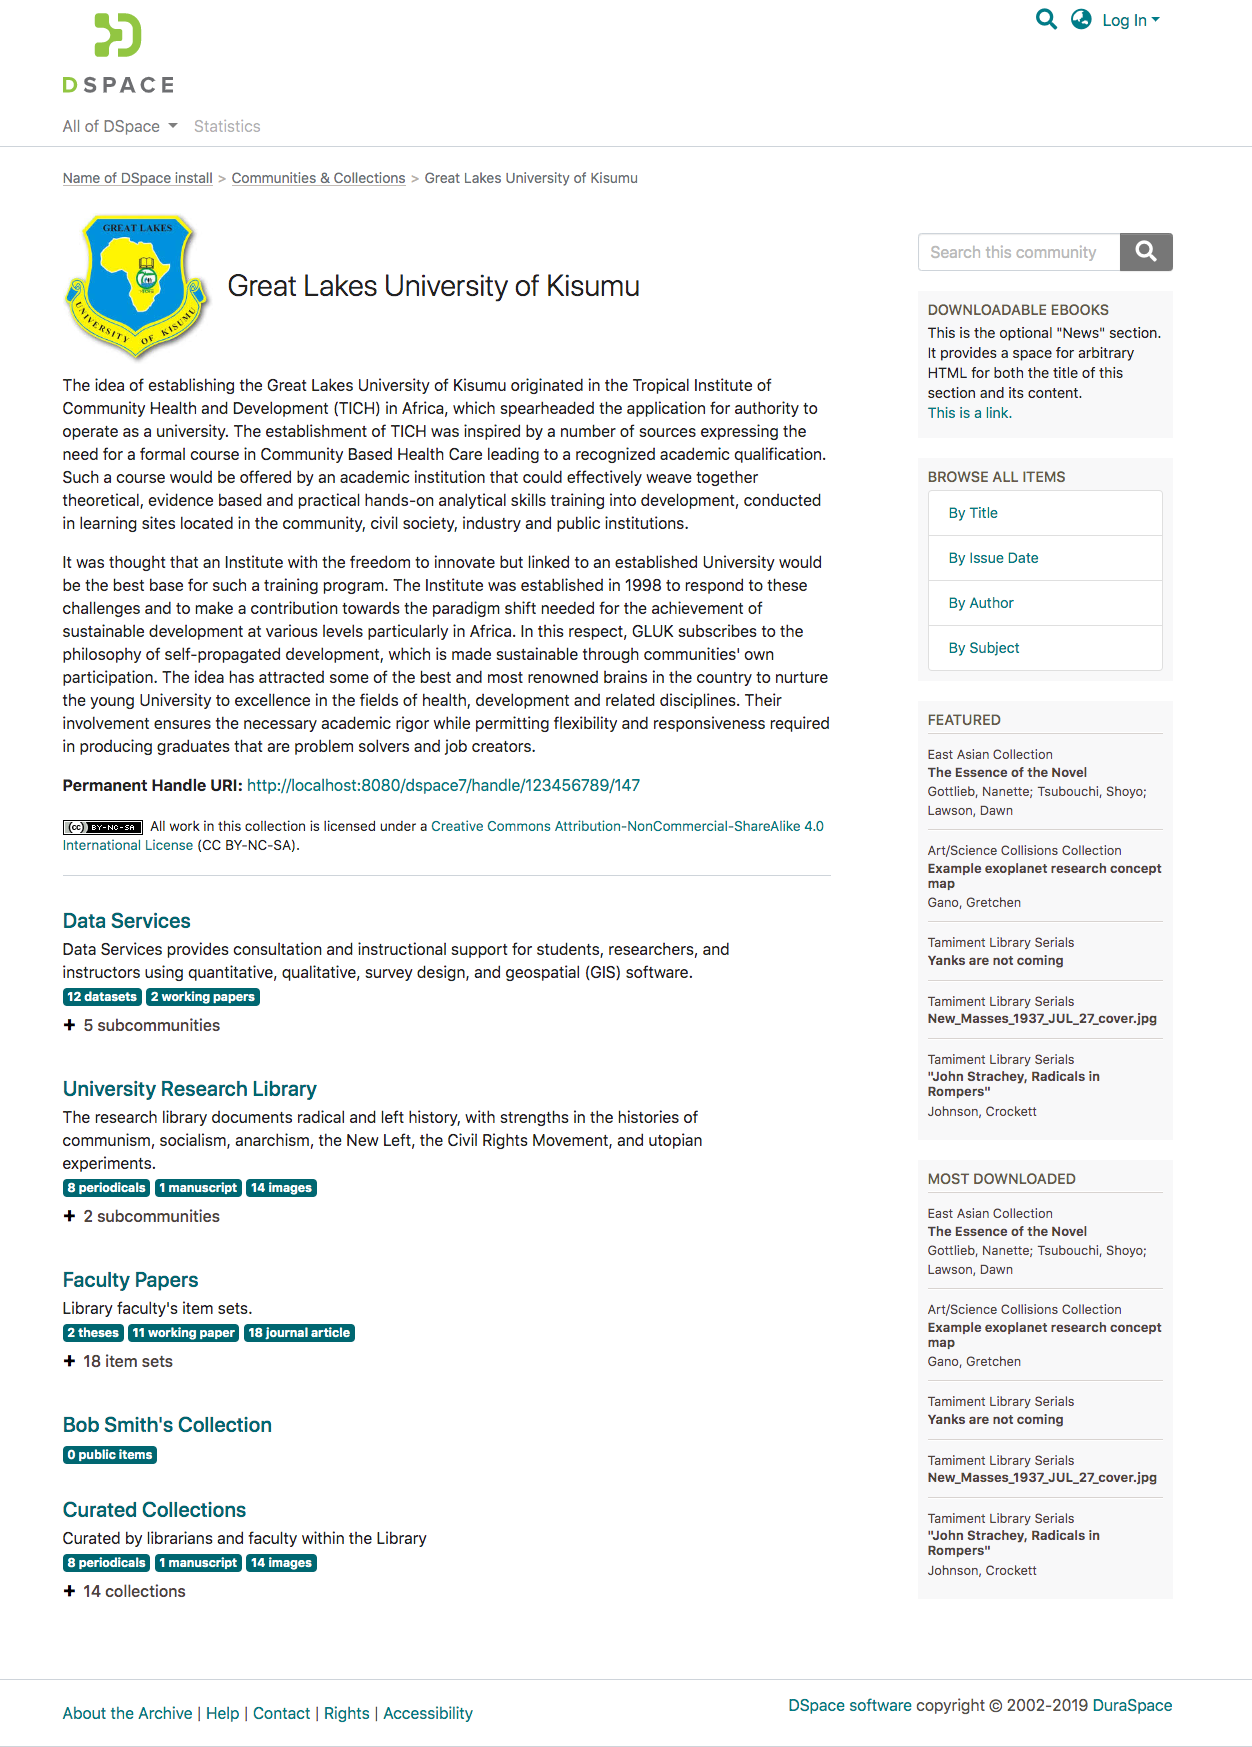 DSPACE
Log In
All of DSpace
Statistics
Name of DSpace install > Communities & Collections > Great Lakes University of Kisumu
GREAT LAKES
UNIVERSITY OF KISUMU
Great Lakes University of Kisumu
The idea of establishing the Great Lakes University of Kisumu originated in the Tropical Institute of
Community Health and Development (TICH) in Africa, which spearheaded the application for authority to
operate as a university. The establishment of TICH was inspired by a number of sources expressing the
need for a formal course in Community Based Health Care leading to a recognized academic qualification.
Such a course would be offered by an academic institution that could effectively weave together
theoretical, evidence based and practical hands-on analytical skills training into development, conducted
in learning sites located in the community, civil society, industry and public institutions.
It was thought that an Institute with the freedom to innovate but linked to an established University would
be the best base for such a training program. The Institute was established in 1998 to respond to these
challenges and to make a contribution towards the paradigm shift needed for the achievement of
sustainable development at various levels particularly in Africa. In this respect, GLUK subscribes to the
philosophy of self-propagated development, which is made sustainable through communities' own
participation. The idea has attracted some of the best and most renowned brains in the country to nurture
the young University to excellence in the fields of health, development and related disciplines. Their
involvement ensures the necessary academic rigor while permitting flexibility and responsiveness required
in producing graduates that are problem solvers and job creators.
Permanent Handle URI: http://localhost:8080/dspace7/handle/123456789/147
(cc) BY-NC-SA All work in this collection is licensed under a Creative Commons Attribution-NonCommercial-ShareAlike 4.0
International License (CC BY-NC-SA).
Data Services
Data Services provides consultation and instructional support for students, researchers, and
instructors using quantitative, qualitative, survey design, and geospatial (GIS) software.
12 datasets 2 working papers
+ 5 subcommunities
University Research Library
The research library documents radical and left history, with strengths in the histories of
communism, socialism, anarchism, the New Left, the Civil Rights Movement, and utopian
experiments.
8 periodicals 1 manuscript 14 images
+ 2 subcommunities
Faculty Papers
Library faculty's item sets.
2 theses 11 working paper 18 journal article
+ 18 item sets
Bob Smith's Collection
0 public items
Curated Collections
Curated by librarians and faculty within the Library
8 periodicals 1 manuscript 14 images
+ 14 collections
Search this community
DOWNLOADABLE EBOOKS
This is the optional "News" section.
It provides a space for arbitrary
HTML for both the title of this
section and its content.
This is a link.
BROWSE ALL ITEMS
By Title
By Issue Date
By Author
By Subject
FEATURED
East Asian Collection
The Essence of the Novel
Gottlieb, Nanette; Tsubouchi, Shoyo;
Lawson, Dawn
Art/Science Collisions Collection
Example exoplanet research concept
map
Gano, Gretchen
Tamiment Library Serials
Yanks are not coming
Tamiment Library Serials
New_Masses_1937_JUL_27_cover.jpg
Tamiment Library Serials
"John Strachey, Radicals in
Rompers"
Johnson, Crockett
MOST DOWNLOADED
East Asian Collection
The Essence of the Novel
Gottlieb, Nanette; Tsubouchi, Shoyo;
Lawson, Dawn
Art/Science Collisions Collection
Example exoplanet research concept
map
Gano, Gretchen
Tamiment Library Serials
Yanks are not coming
Tamiment Library Serials
New_Masses_1937_JUL_27_cover.jpg
Tamiment Library Serials
"John Strachey, Radicals in
Rompers"
Johnson, Crockett
About the Archive | Help | Contact | Rights | Accessibility
DSpace software copyright © 2002-2019 DuraSpace